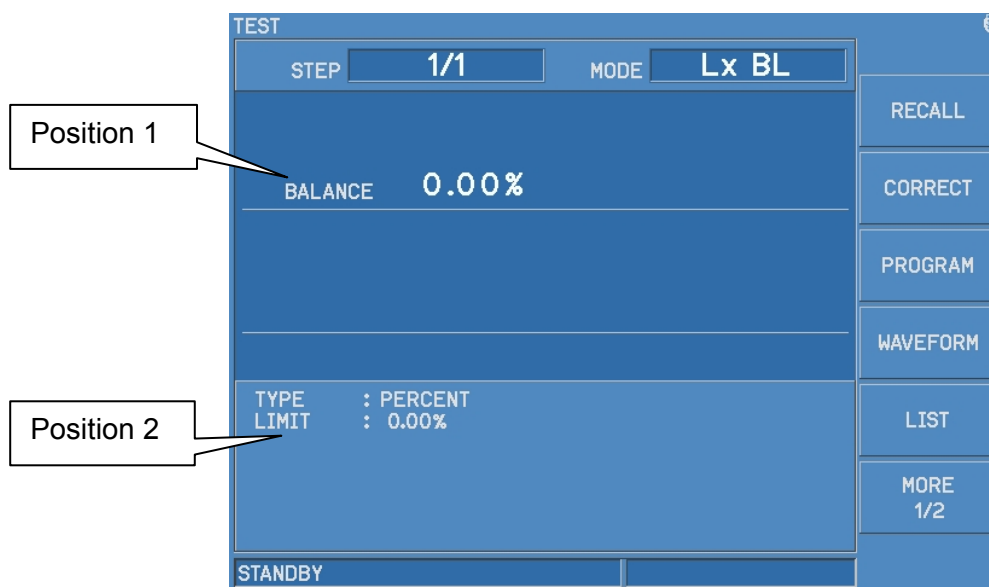 TEST
STEP 1/1 MODE Lx BL
RECALL
Position 1
BALANCE 0.00%
CORRECT
PROGRAM
WAVEFORM
TYPE : PERCENT
LIMIT : 0.00%
Position 2
LIST
MORE
1/2
STANDBY